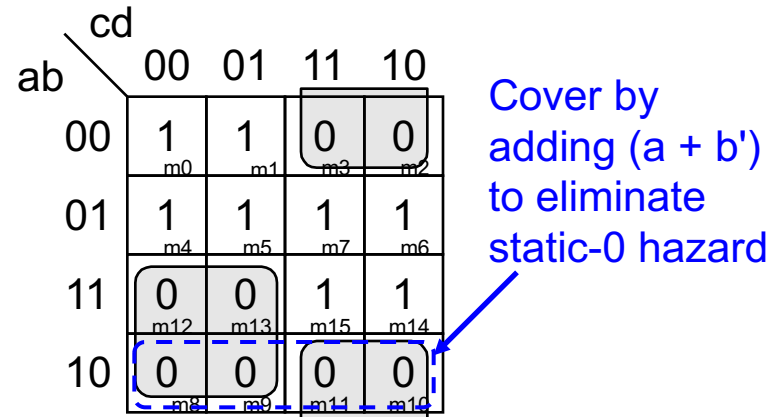 cd
ab
00 01 11 10
00 1 1 0 0
m0 m1 m3 m2
01 1 1 1 1
m4 m5 m7 m6
11 0 0 1 1
m12 m13 m15 m14
10 0 0 0 0
m8 m9 m11 m10
Cover by
adding (a + b')
to eliminate
static-0 hazard